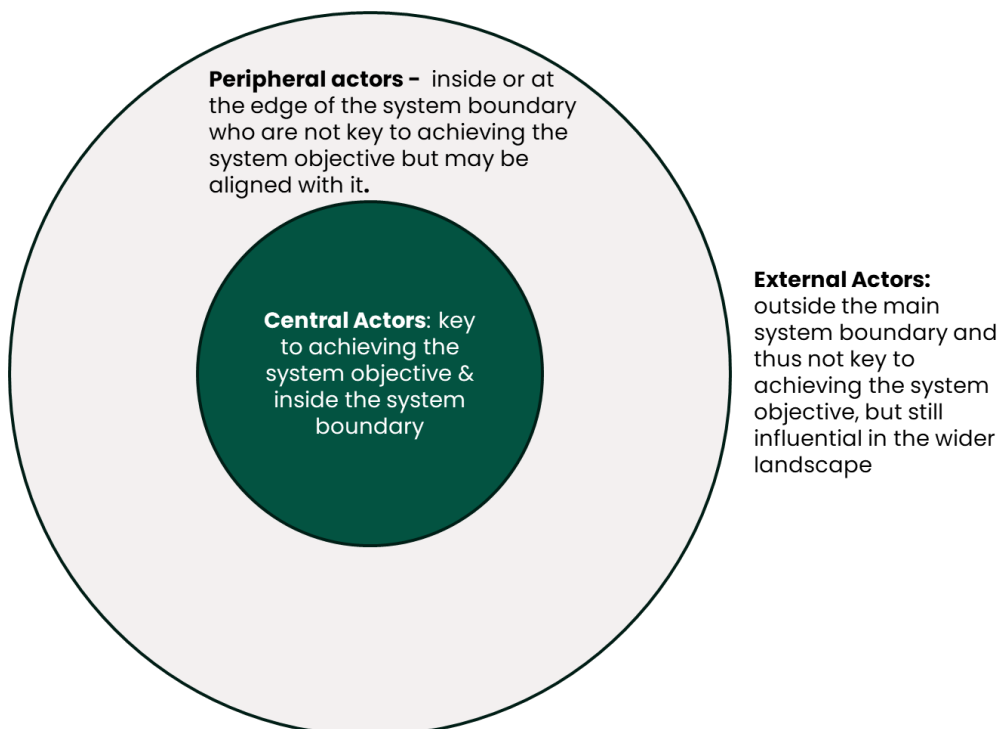 Peripheral actors -  inside or at
the edge of the system boundary
who are not key to achieving the
system objective but may be
aligned with it.
Central Actors: key
to achieving the
system objective &
inside the system
boundary
External Actors:
outside the main
system boundary and
thus not key to
achieving the system
objective, but still
influential in the wider
landscape